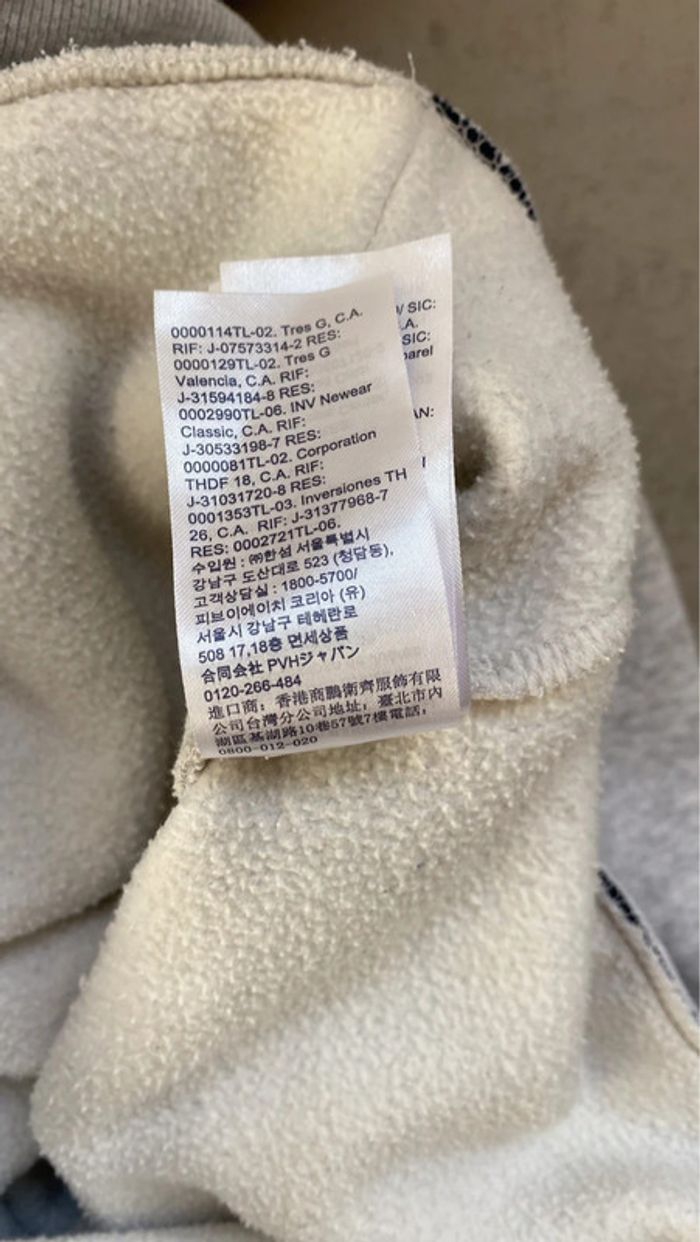 0000114TL-02. Tres G, C.A.
RIF: J-07573314-2 RES:
0000129TL-02. Tres G
Valencia, C.A. RIF:
J-31594184-8 RES:
0002990TL-06. INV Newear
Classic, C.A. RIF:
J-30533198-7 RES:
0000081TL-02. Corporation
THDF 18, C.A. RIF:
J-31031720-8 RES:
0001353TL-03. Inversiones TH
26, C.A. RIF: J-31377968-7
RES: 0002721TL-06.
수입원 : ㈜한섬 서울특별시
강남구 도산대로 523 (청담동),
고객상담실 : 1800-5700/
피브이에이치 코리아 (유)
서울시 강남구 테헤란로
508 17,18층 면세상품
合同会社 PVHジャパン
0120-266-484
進口商：香港商鵬衛齊服飾有限
公司台灣分公司地址：臺北市內
湖區基湖路10巷57號7樓電話：
0800-012-020
SIC:
.A.
SIC:
AN: